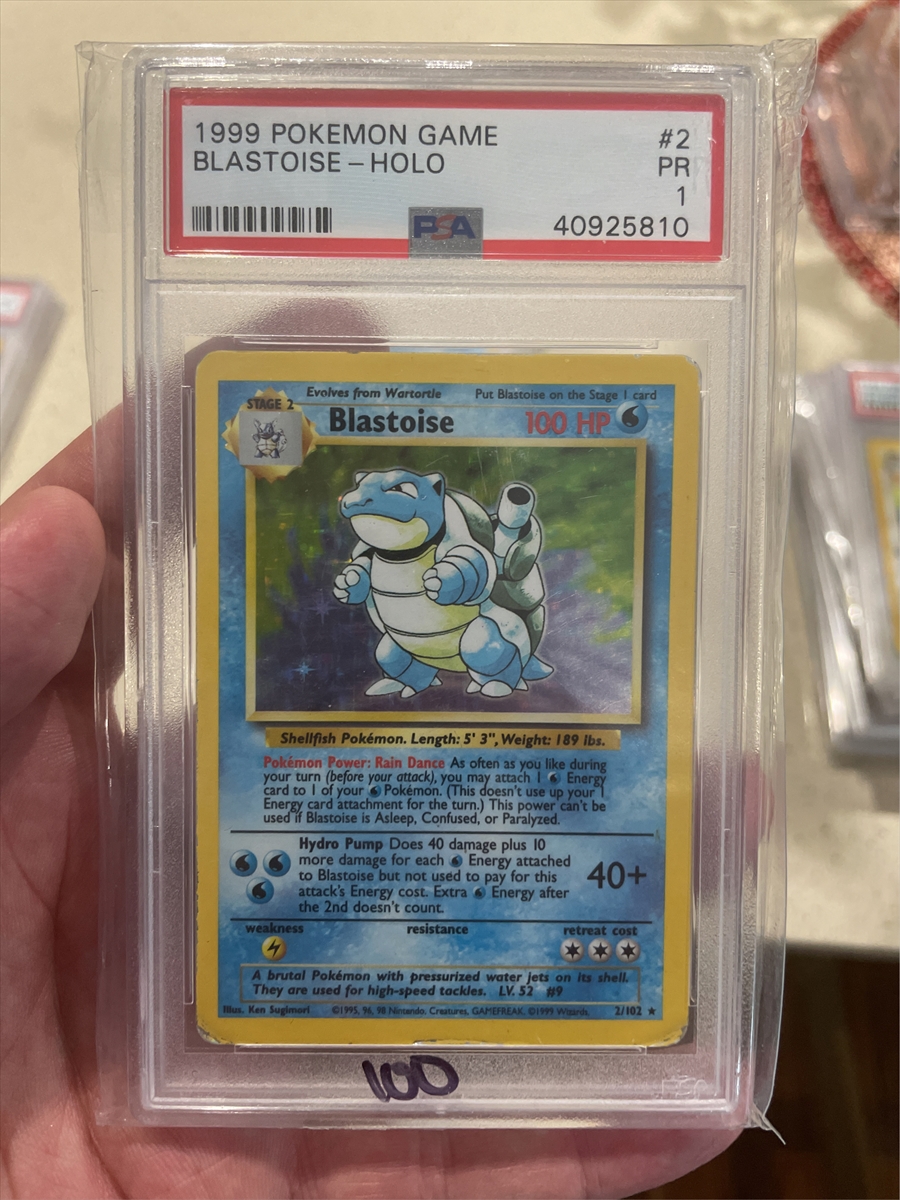 1999 POKEMON GAME #2
BLASTOISE – HOLO PR
1
PSA 40925810
Evolves from Wartortle Put Blastoise on the Stage 1 card
STAGE 2
Blastoise 100 HP
Shellfish Pokémon. Length: 5' 3", Weight: 189 lbs.
Pokémon Power: Rain Dance As often as you like during
your turn (before your attack), you may attach 1 Energy
card to 1 of your Pokémon. (This doesn't use up your 1
Energy card attachment for the turn.) This power can't be
used if Blastoise is Asleep, Confused, or Paralyzed.
Hydro Pump Does 40 damage plus 10
more damage for each Energy attached
to Blastoise but not used to pay for this
attack's Energy cost. Extra Energy after
the 2nd doesn't count.
40+
weakness resistance retreat cost
A brutal Pokémon with pressurized water jets on its shell.
They are used for high-speed tackles. LV. 52 #9
Illus. Ken Sugimori ©1995, 96, 98 Nintendo, Creatures, GAMEFREAK. ©1999 Wizards. 2/102 ★
100